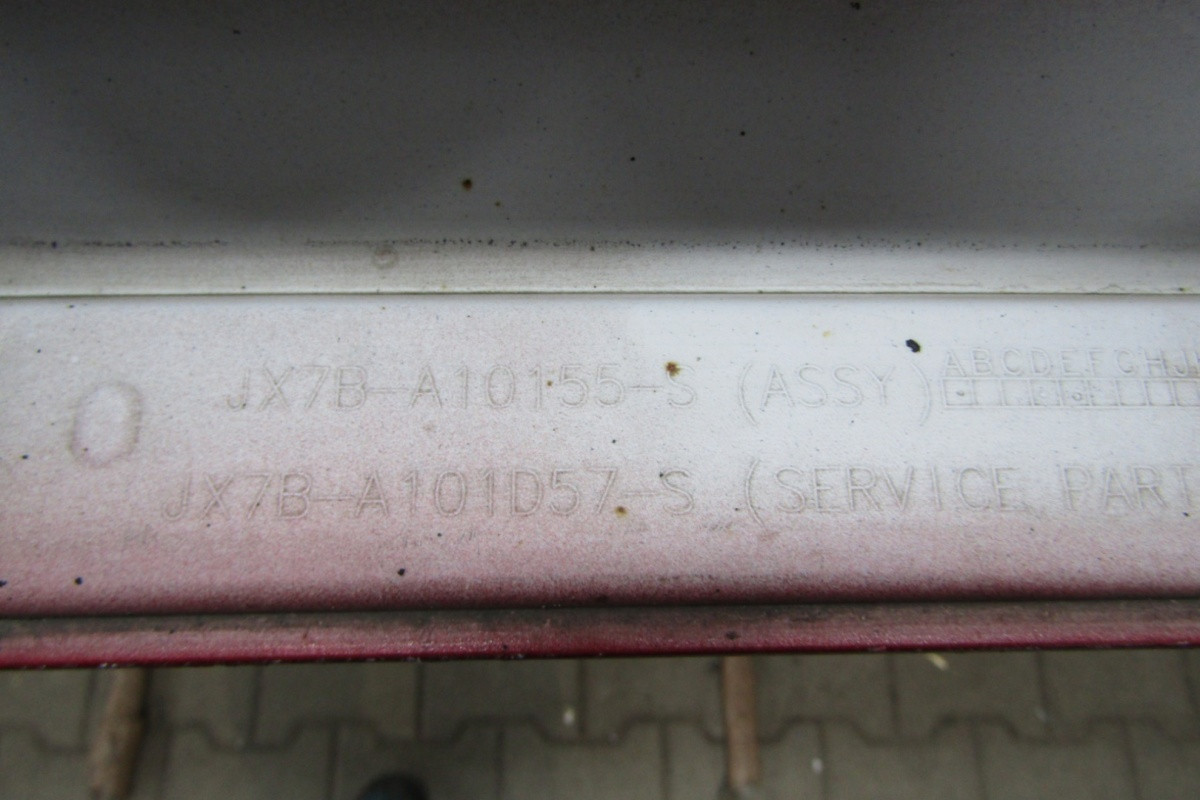 JX7B-A10155-S (ASSY) ABCDEFGHJ
JX7B-A101D57-S (SERVICE PART